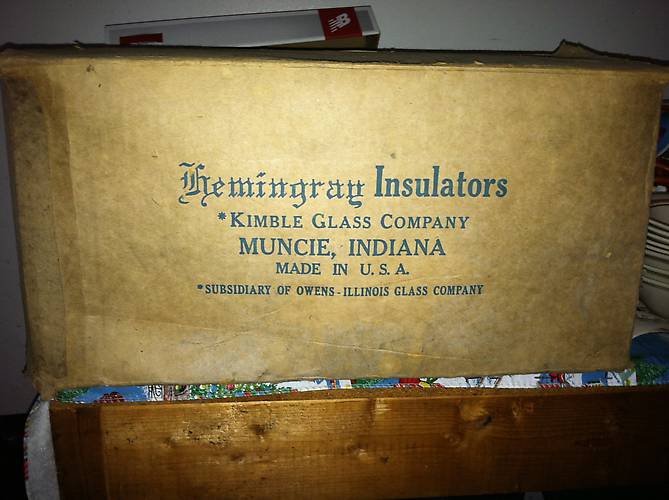 Hemingray Insulators
*KIMBLE GLASS COMPANY
MUNCIE, INDIANA
MADE IN U. S. A.
*SUBSIDIARY OF OWENS-ILLINOIS GLASS COMPANY